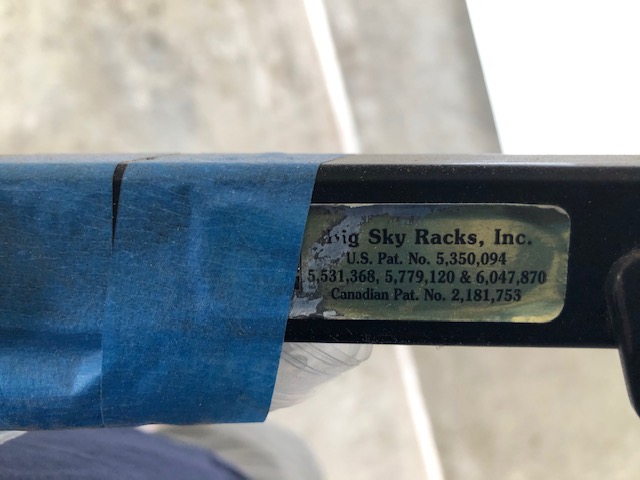 Big Sky Racks, Inc.
U.S. Pat. No. 5,350,094
5,531,368, 5,779,120 & 6,047,870
Canadian Pat. No. 2,181,753